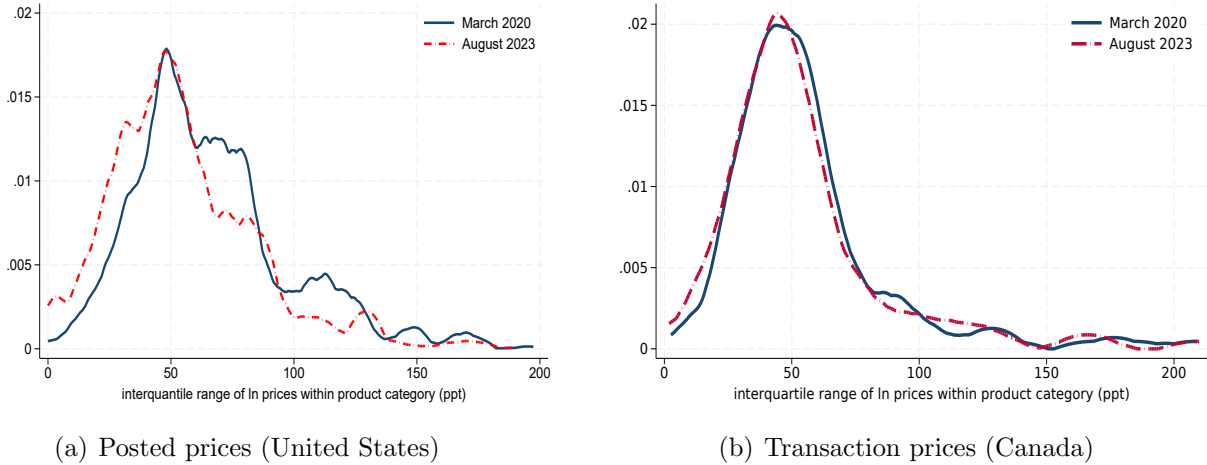 .02
.015
.01
.005
0
0
50
100
150
200
March 2020
August 2023
interquantile range of ln prices within product category (ppt)
(a) Posted prices (United States)
.02
.015
.01
.005
0
0
50
100
150
200
March 2020
August 2023
interquantile range of ln prices within product category (ppt)
(b) Transaction prices (Canada)